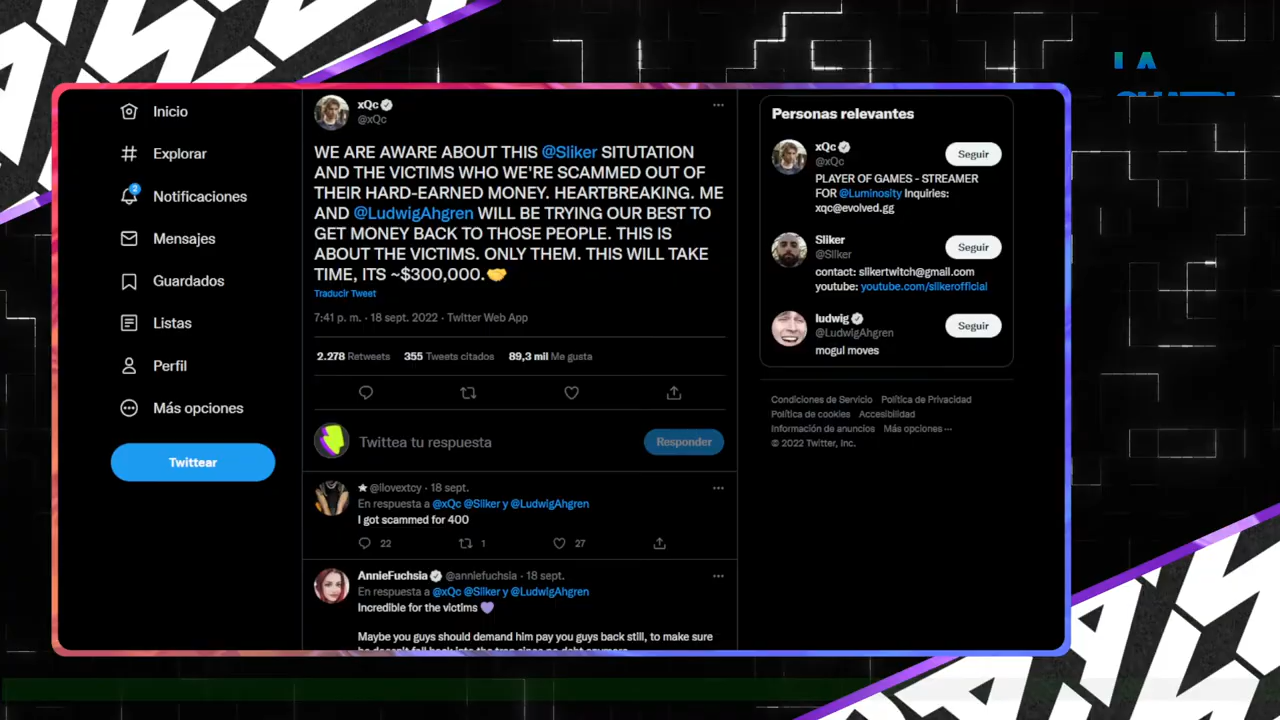 LA
Inicio
Explorar
2
Notificaciones
Mensajes
Guardados
Listas
Perfil
Más opciones
Twittear
xQc
@xQc
WE ARE AWARE ABOUT THIS @Sliker SITUTATION
AND THE VICTIMS WHO WE'RE SCAMMED OUT OF
THEIR HARD-EARNED MONEY. HEARTBREAKING. ME
AND @LudwigAhgren WILL BE TRYING OUR BEST TO
GET MONEY BACK TO THOSE PEOPLE. THIS IS
ABOUT THE VICTIMS. ONLY THEM. THIS WILL TAKE
TIME, ITS ~$300,000.🤝
Traducir Tweet
7:41 p. m. · 18 sept. 2022 · Twitter Web App
2.278 Retweets 355 Tweets citados 89,3 mil Me gusta
Twittea tu respuesta
Responder
★ @ilovextcy · 18 sept.
En respuesta a @xQc @Sliker y @LudwigAhgren
I got scammed for 400
22 1 27
AnnieFuchsia @anniefuchsia · 18 sept.
En respuesta a @xQc @Sliker y @LudwigAhgren
Incredible for the victims 💜
Maybe you guys should demand him pay you guys back still, to make sure
Personas relevantes
xQc
@xQc
Seguir
PLAYER OF GAMES - STREAMER
FOR @Luminosity Inquiries:
xqc@evolved.gg
Sliker
@Sliker
Seguir
contact: slikertwitch@gmail.com
youtube: youtube.com/slikerofficial
ludwig
@LudwigAhgren
Seguir
mogul moves
Condiciones de Servicio Política de Privacidad
Política de cookies Accesibilidad
Información de anuncios Más opciones ···
© 2022 Twitter, Inc.